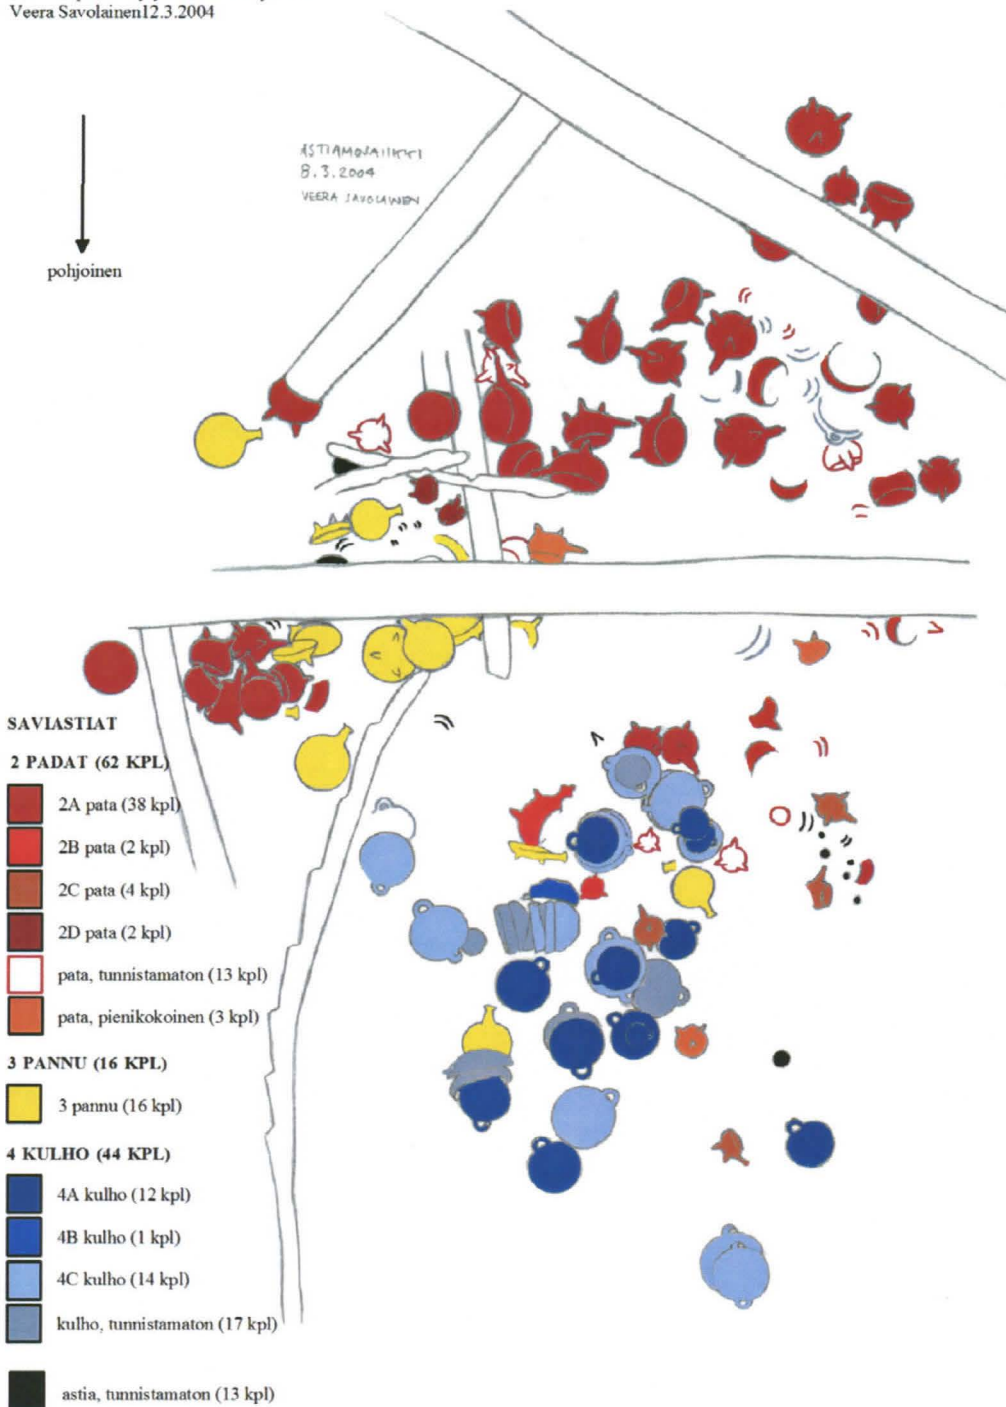 Veera Savolainen12.3.2004
ASTIAMOSAIIKKI
8.3.2004
VEERA SAVOLAINEN
pohjoinen
SAVIASTIAT
2 PADAT (62 KPL)
2A pata (38 kpl)
2B pata (2 kpl)
2C pata (4 kpl)
2D pata (2 kpl)
pata, tunnistamaton (13 kpl)
pata, pienikokoinen (3 kpl)
3 PANNU (16 KPL)
3 pannu (16 kpl)
4 KULHO (44 KPL)
4A kulho (12 kpl)
4B kulho (1 kpl)
4C kulho (14 kpl)
kulho, tunnistamaton (17 kpl)
astia, tunnistamaton (13 kpl)